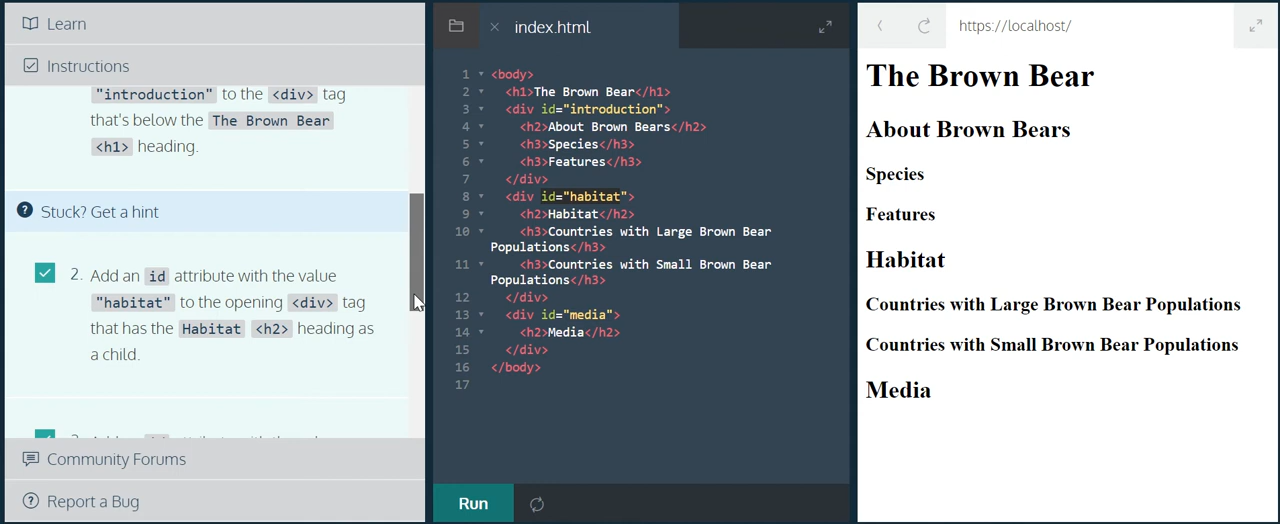 Learn
Instructions
"introduction" to the <div> tag
that's below the The Brown Bear
<h1> heading.
Stuck? Get a hint
2. Add an id attribute with the value
"habitat" to the opening <div> tag
that has the Habitat <h2> heading as
a child.
Community Forums
Report a Bug
index.html
1 <body>
2 <h1>The Brown Bear</h1>
3 <div id="introduction">
4 <h2>About Brown Bears</h2>
5 <h3>Species</h3>
6 <h3>Features</h3>
7 </div>
8 <div id="habitat">
9 <h2>Habitat</h2>
10 <h3>Countries with Large Brown Bear
Populations</h3>
11 <h3>Countries with Small Brown Bear
Populations</h3>
12 </div>
13 <div id="media">
14 <h2>Media</h2>
15 </div>
16 </body>
17
Run
https://localhost/
The Brown Bear
About Brown Bears
Species
Features
Habitat
Countries with Large Brown Bear Populations
Countries with Small Brown Bear Populations
Media